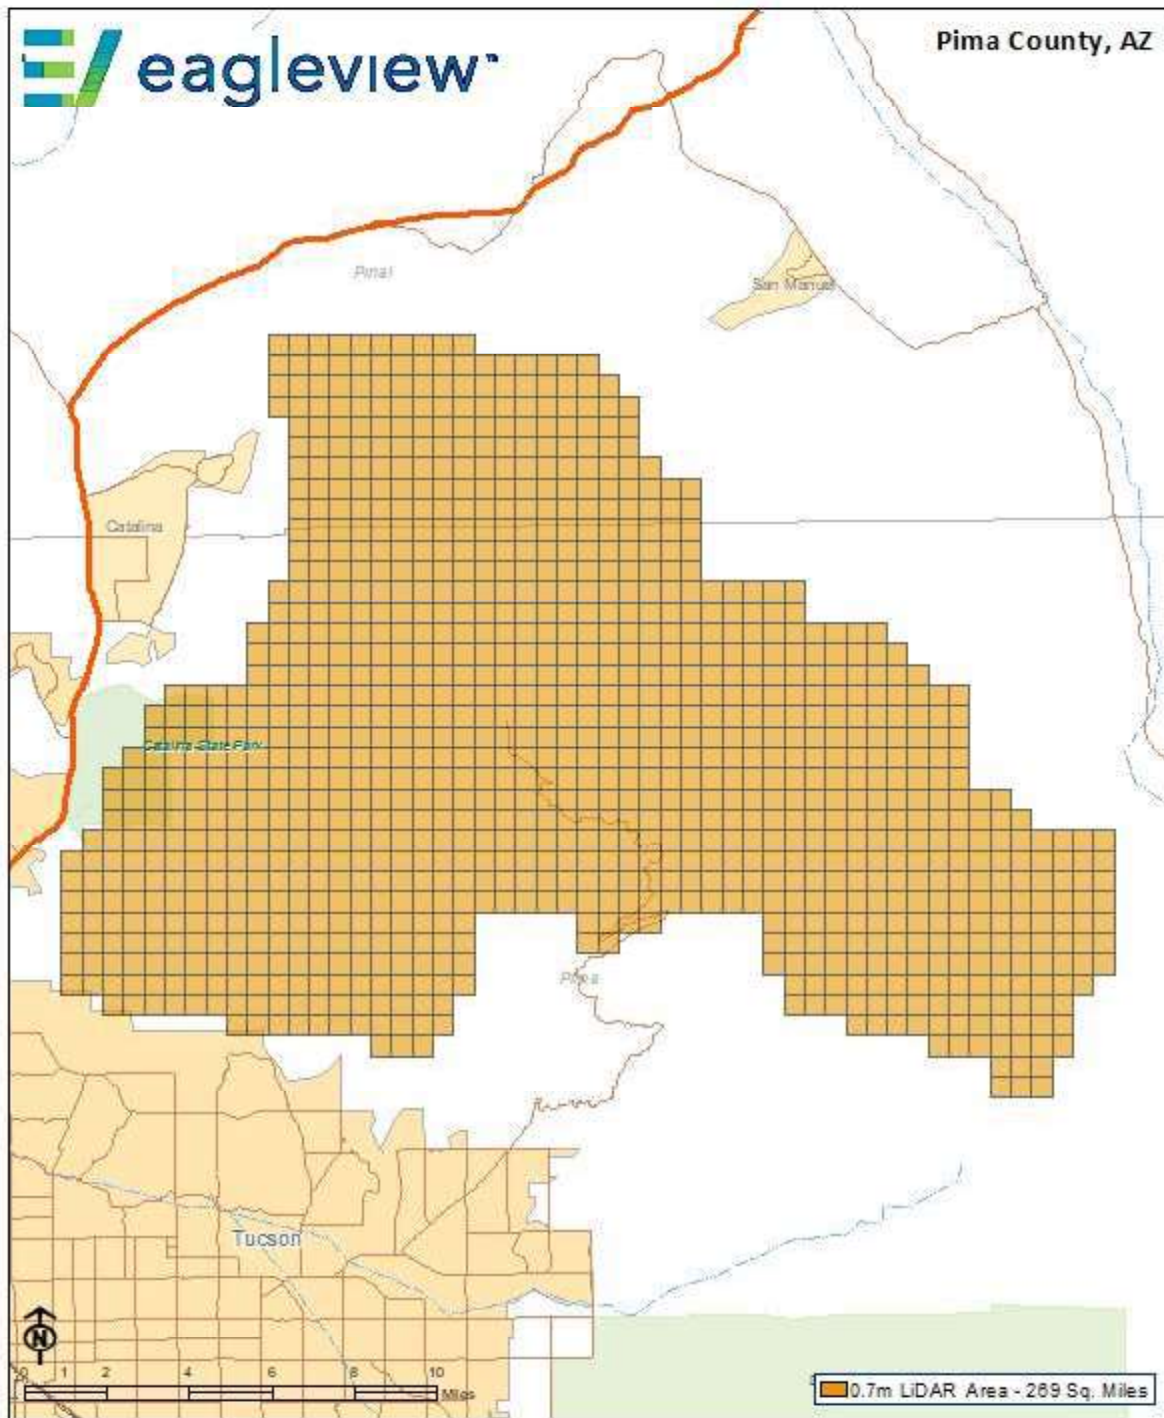 eagleview™
Pima County, AZ
Pinal
San Manuel
Catalina
Catalina State Park
Pima
Tucson
N
0 1 2 4 6 8 10
Miles
0.7m LiDAR Area - 269 Sq. Miles